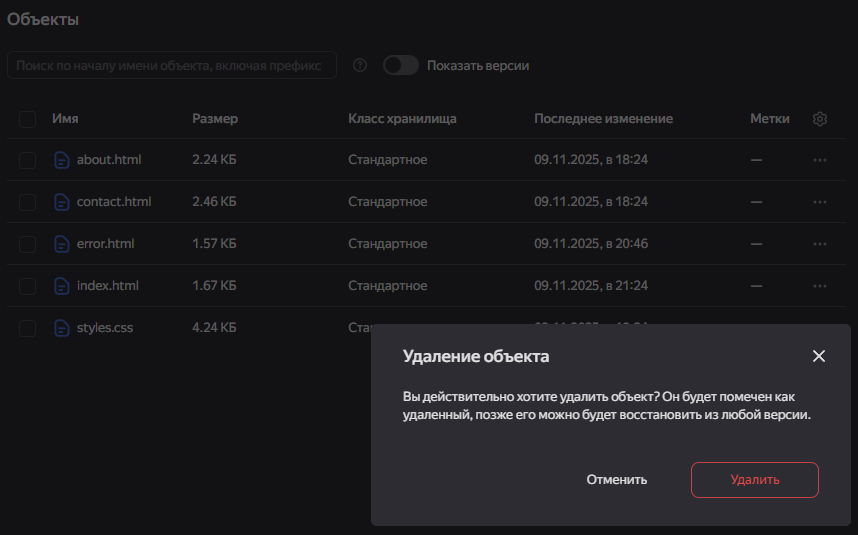 Объекты
Поиск по началу имени объекта, включая префикс Показать версии
Имя Размер Класс хранилища Последнее изменение Метки
about.html 2.24 КБ Стандартное 09.11.2025, в 18:24 —
contact.html 2.46 КБ Стандартное 09.11.2025, в 18:24 —
error.html 1.57 КБ Стандартное 09.11.2025, в 20:46 —
index.html 1.67 КБ Стандартное 09.11.2025, в 21:24 —
styles.css 4.24 КБ
Удаление объекта
Вы действительно хотите удалить объект? Он будет помечен как
удаленный, позже его можно будет восстановить из любой версии.
Отменить Удалить